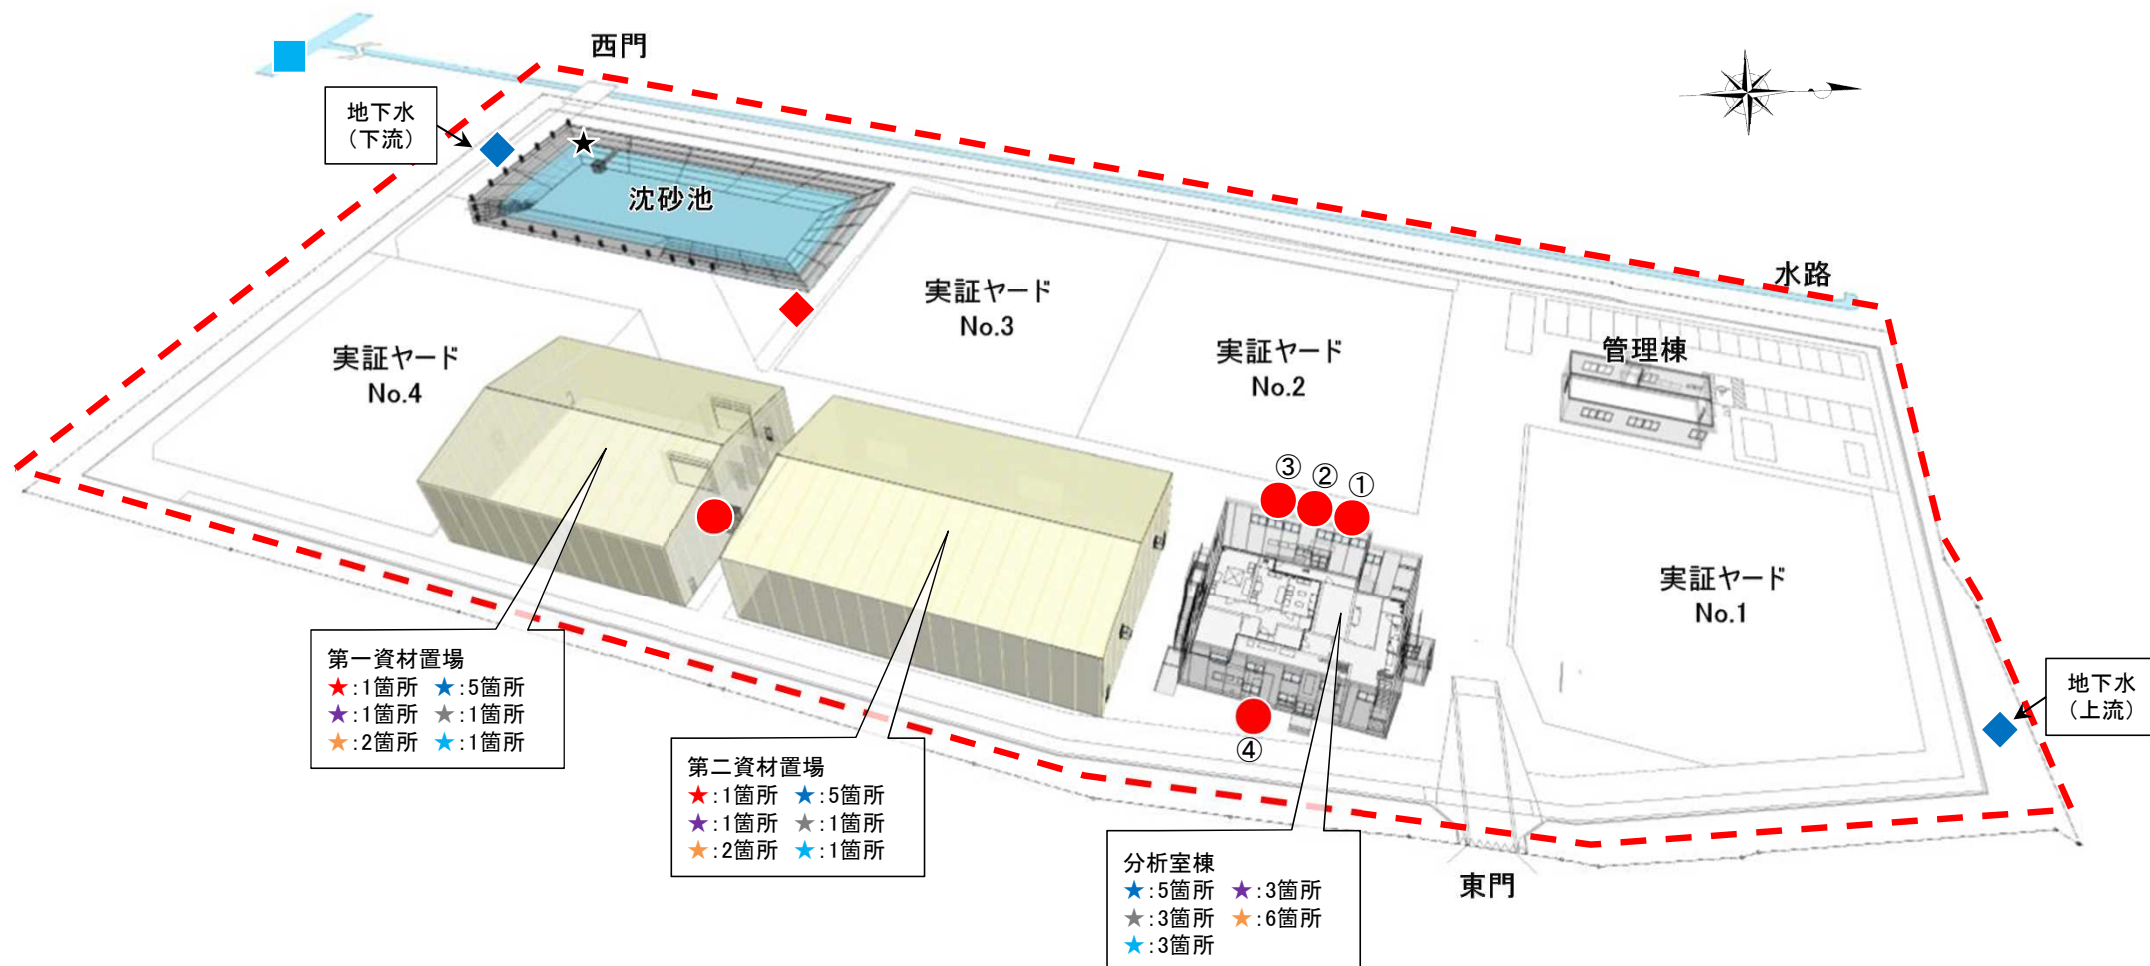 西門
地下水
（下流）
沈砂池
水路
実証ヤード
No.3
実証ヤード
No.2
実証ヤード
No.4
管理棟
③
②
①
実証ヤード
No.1
④
地下水
（上流）
東門
第一資材置場
★:1箇所 ★:5箇所
★:1箇所 ★:1箇所
★:2箇所 ★:1箇所
第二資材置場
★:1箇所 ★:5箇所
★:1箇所 ★:1箇所
★:2箇所 ★:1箇所
分析室棟
★:5箇所 ★:3箇所
★:3箇所 ★:6箇所
★:3箇所